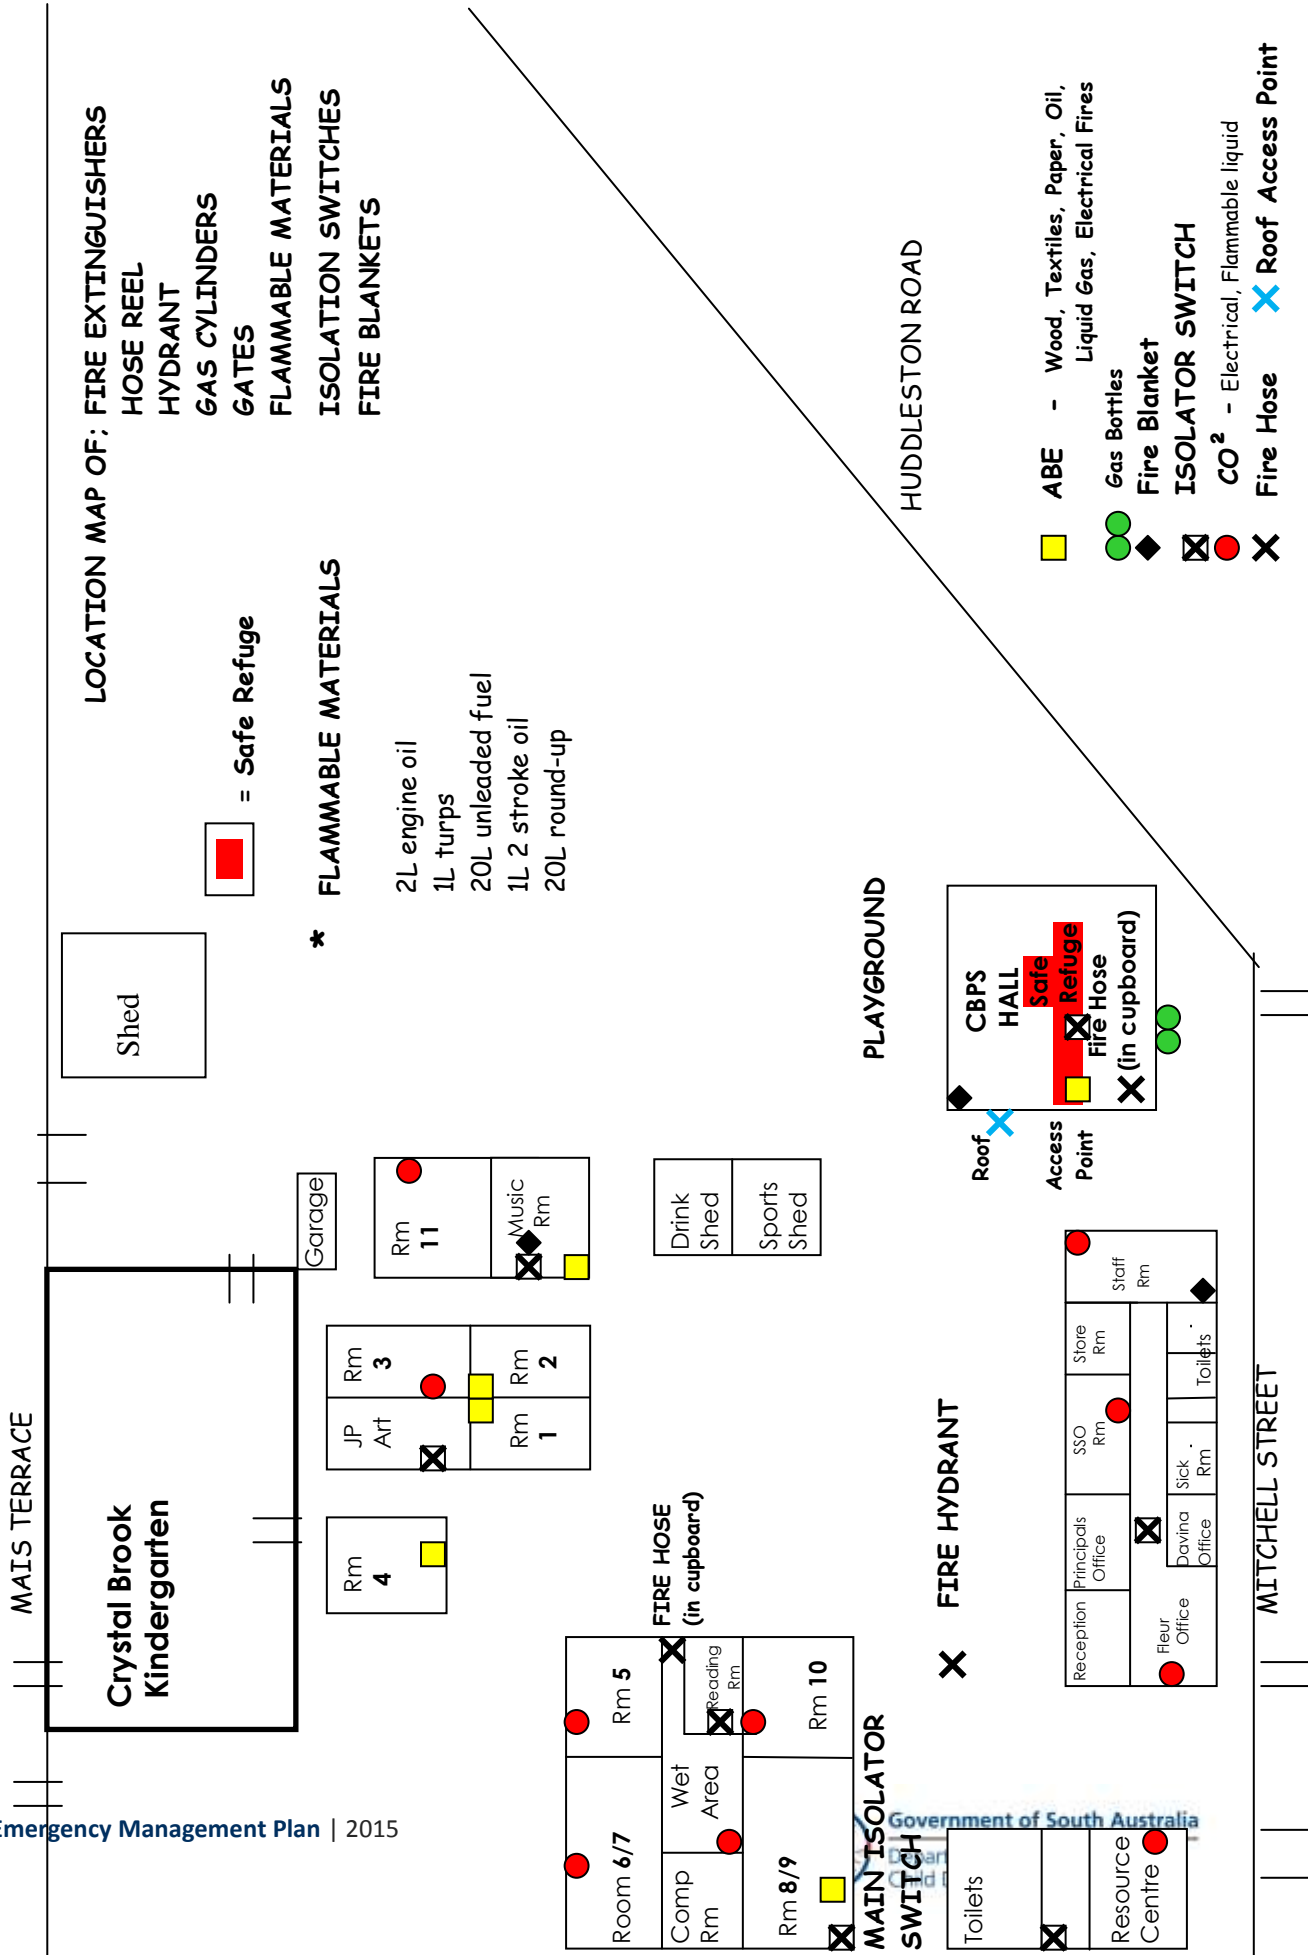 MAIS TERRACE
Crystal Brook
Kindergarten
Shed
Garage
LOCATION MAP OF; FIRE EXTINGUISHERS
HOSE REEL
HYDRANT
GAS CYLINDERS
GATES
FLAMMABLE MATERIALS
ISOLATION SWITCHES
FIRE BLANKETS
= Safe Refuge
* FLAMMABLE MATERIALS
2L engine oil
1L turps
20L unleaded fuel
1L 2 stroke oil
20L round-up
Rm
4
JP
Art
Rm
3
Rm
1
Rm
2
Rm
11
Music
Rm
Drink
Shed
Sports
Shed
Room 6/7
Rm 5
Comp
Rm
Wet
Area
Reading
Rm
Rm 8/9
Rm 10
FIRE HOSE
(in cupboard)
MAIN ISOLATOR
SWITCH
FIRE HYDRANT
PLAYGROUND
CBPS
HALL
Safe
Refuge
Fire Hose
(in cupboard)
Roof
Access
Point
HUDDLESTON ROAD
Toilets
Resource
Centre
Reception
Principals
Office
SSO
Rm
Store
Rm
Staff
Rm
Fleur
Office
Davina
Office
Sick .
Rm
Toilets .
MITCHELL STREET
ABE - Wood, Textiles, Paper, Oil,
Liquid Gas, Electrical Fires
Gas Bottles
Fire Blanket
ISOLATOR SWITCH
CO² - Electrical, Flammable liquid
Fire Hose
Roof Access Point
Emergency Management Plan | 2015
Government of South Australia